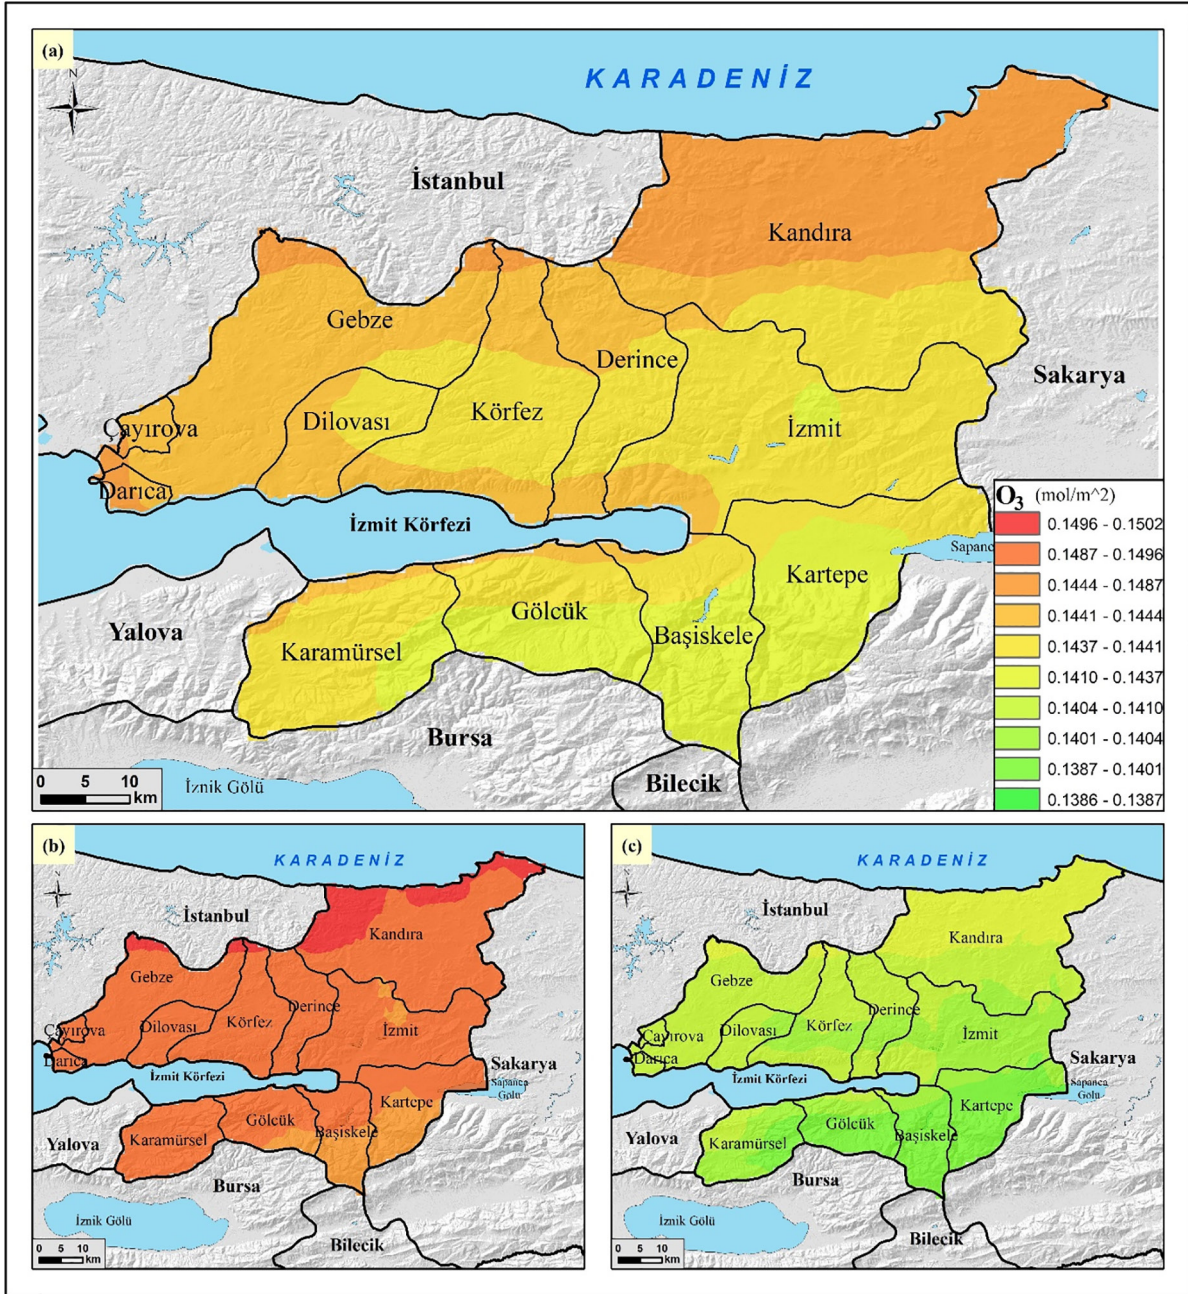 (a)
N
KARADENİZ
İstanbul
Kandıra
Gebze
Derince
Sakarya
Çayırova
Dilovası
Körfez
İzmit
Darıca
İzmit Körfezi
O3 (mol/m^2)
0.1496 - 0.1502
0.1487 - 0.1496
0.1444 - 0.1487
0.1441 - 0.1444
0.1437 - 0.1441
0.1410 - 0.1437
0.1404 - 0.1410
0.1401 - 0.1404
0.1387 - 0.1401
0.1386 - 0.1387
Sapanc
Kartepe
Gölcük
Yalova
Başiskele
Karamürsel
Bursa
Bilecik
İznik Gölü
0 5 10
km
(b)
N
KARADENİZ
İstanbul
Kandıra
Gebze
Derince
Körfez
Dilovası
Çayırova
İzmit
Darıca
Sakarya
İzmit Körfezi
Sapanca
Gölü
Kartepe
Gölcük
Başiskele
Karamürsel
Yalova
Bursa
İznik Gölü
Bilecik
0 5 10
km
(c)
N
KARADENİZ
İstanbul
Kandıra
Gebze
Derince
Körfez
Dilovası
Çayırova
İzmit
Darıca
Sakarya
İzmit Körfezi
Sapanca
Gölü
Kartepe
Gölcük
Başiskele
Karamürsel
Yalova
Bursa
İznik Gölü
Bilecik
0 5 10
km